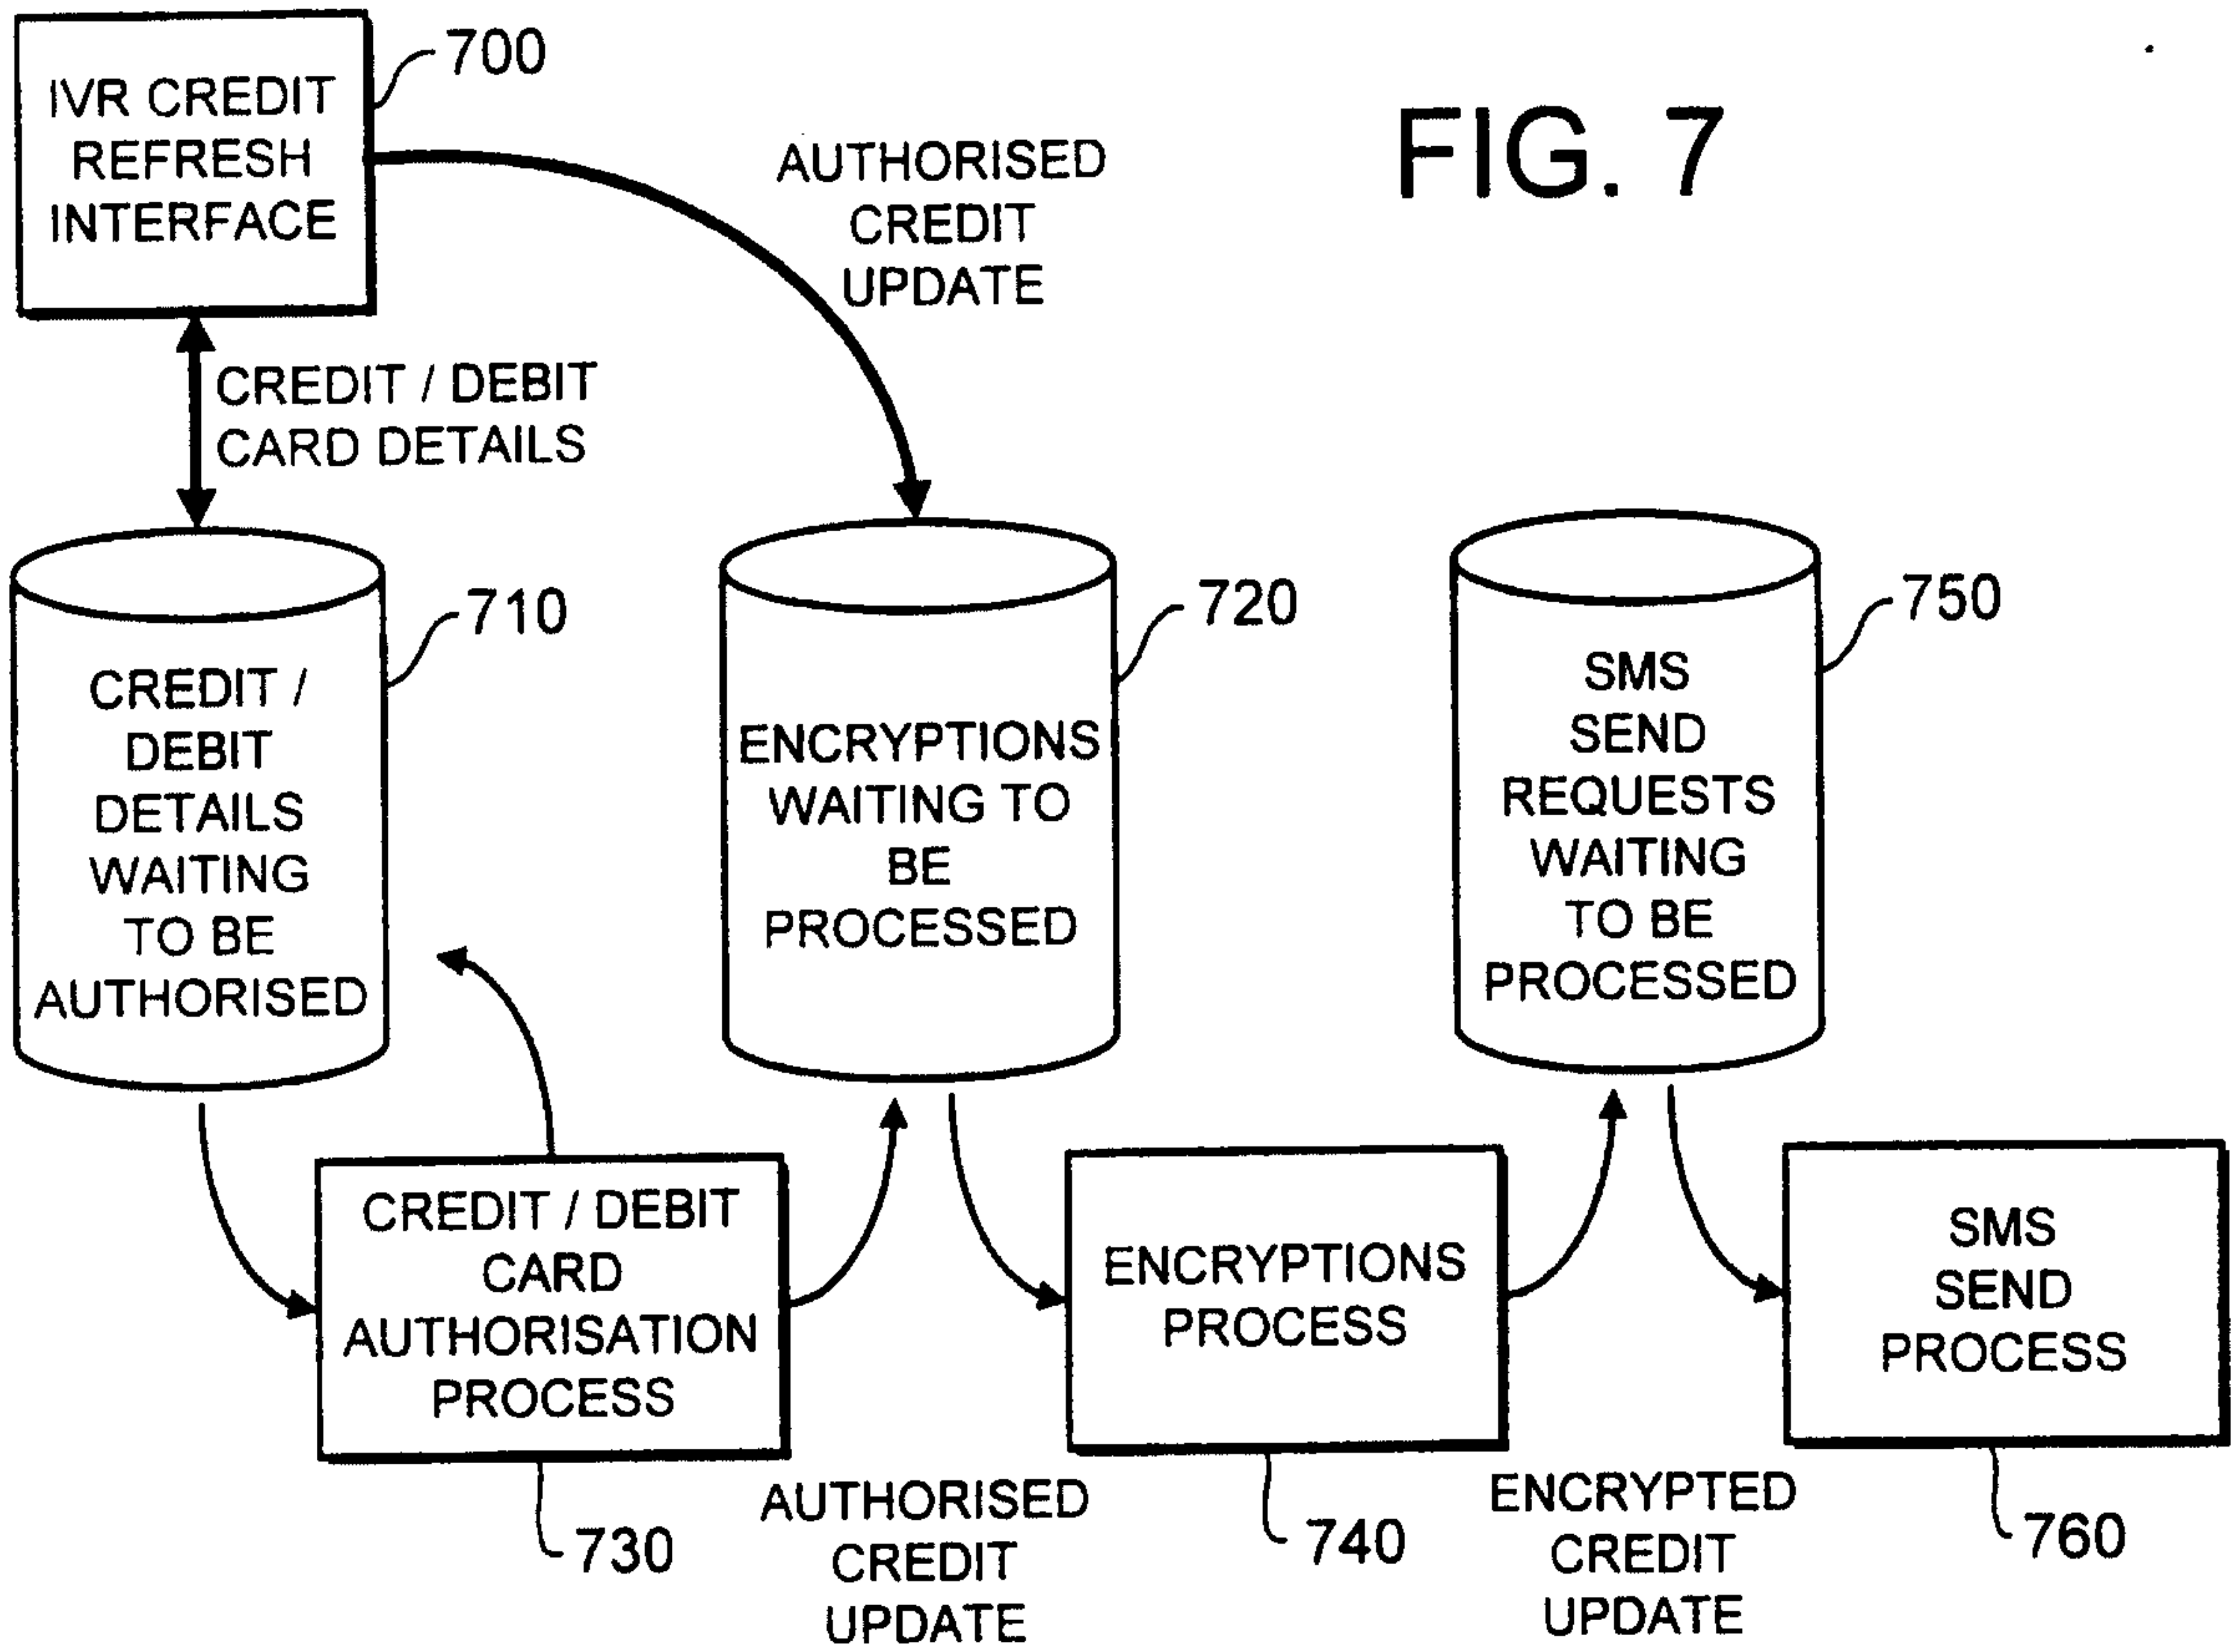 IVR CREDIT
REFRESH
INTERFACE
700
AUTHORISED
CREDIT
UPDATE
FIG. 7
CREDIT / DEBIT
CARD DETAILS
710
CREDIT /
DEBIT
DETAILS
WAITING
TO BE
AUTHORISED
720
ENCRYPTIONS
WAITING TO
BE
PROCESSED
750
SMS
SEND
REQUESTS
WAITING
TO BE
PROCESSED
CREDIT / DEBIT
CARD
AUTHORISATION
PROCESS
730
AUTHORISED
CREDIT
UPDATE
ENCRYPTIONS
PROCESS
740
ENCRYPTED
CREDIT
UPDATE
SMS
SEND
PROCESS
760